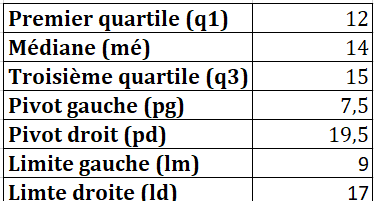 Premier quartile (q1) 12
Médiane (mé) 14
Troisième quartile (q3) 15
Pivot gauche (pg) 7,5
Pivot droit (pd) 19,5
Limite gauche (lm) 9
Limte droite (ld) 17